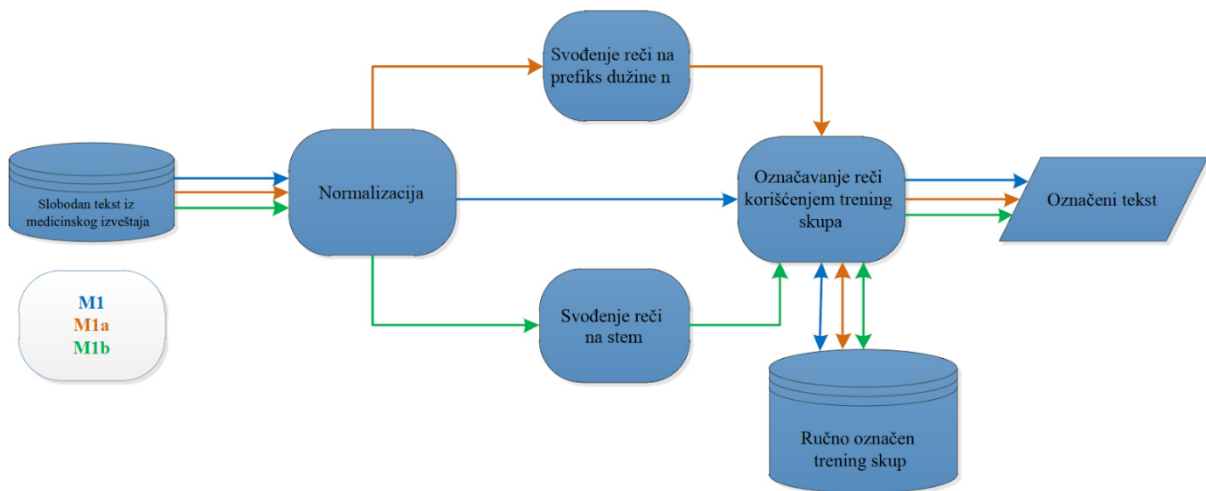 Svođenje reči na
prefiks dužine n
Slobodan tekst iz
medicinskog izveštaja
Normalizacija
Označavanje reči
korišćenjem trening
skupa
Označeni tekst
M1
M1a
M1b
Svođenje reči
na stem
Ručno označen
trening skup